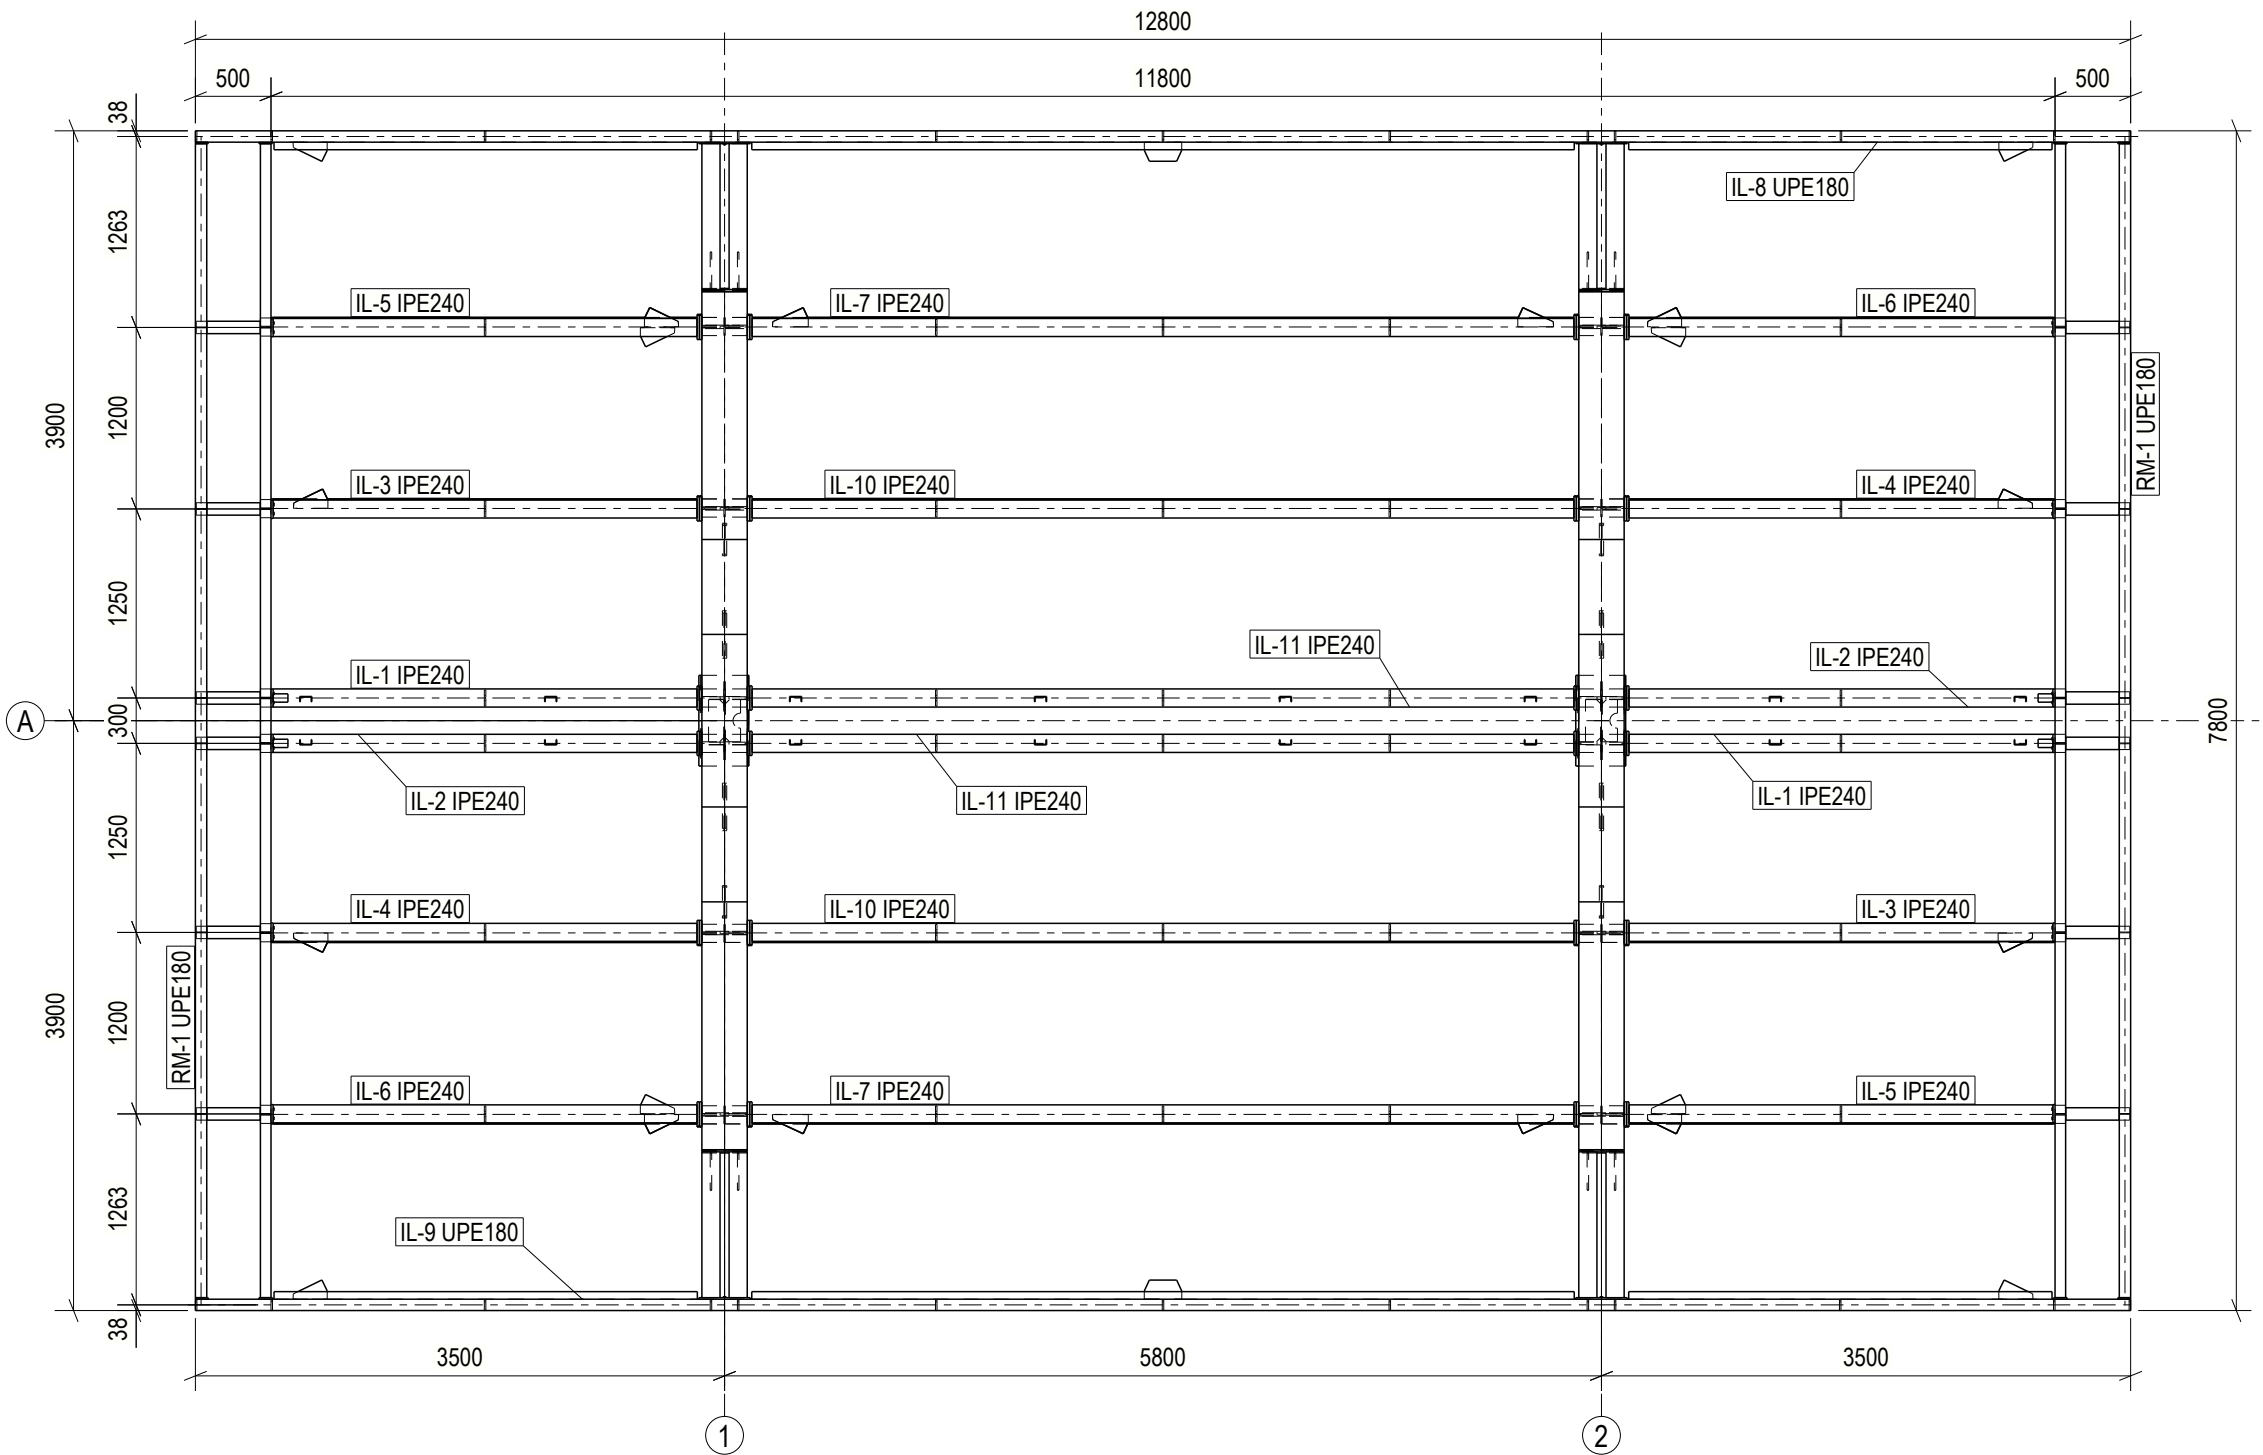 12800
500
11800
500
38
IL-8 UPE180
1263
IL-5 IPE240
IL-7 IPE240
IL-6 IPE240
3900
1200
RM-1 UPE180
IL-3 IPE240
IL-10 IPE240
IL-4 IPE240
1250
IL-11 IPE240
IL-2 IPE240
IL-1 IPE240
A
300
7800
IL-2 IPE240
IL-11 IPE240
IL-1 IPE240
1250
IL-4 IPE240
IL-10 IPE240
IL-3 IPE240
3900
1200
RM-1 UPE180
IL-6 IPE240
IL-7 IPE240
IL-5 IPE240
1263
IL-9 UPE180
38
3500
5800
3500
1
2